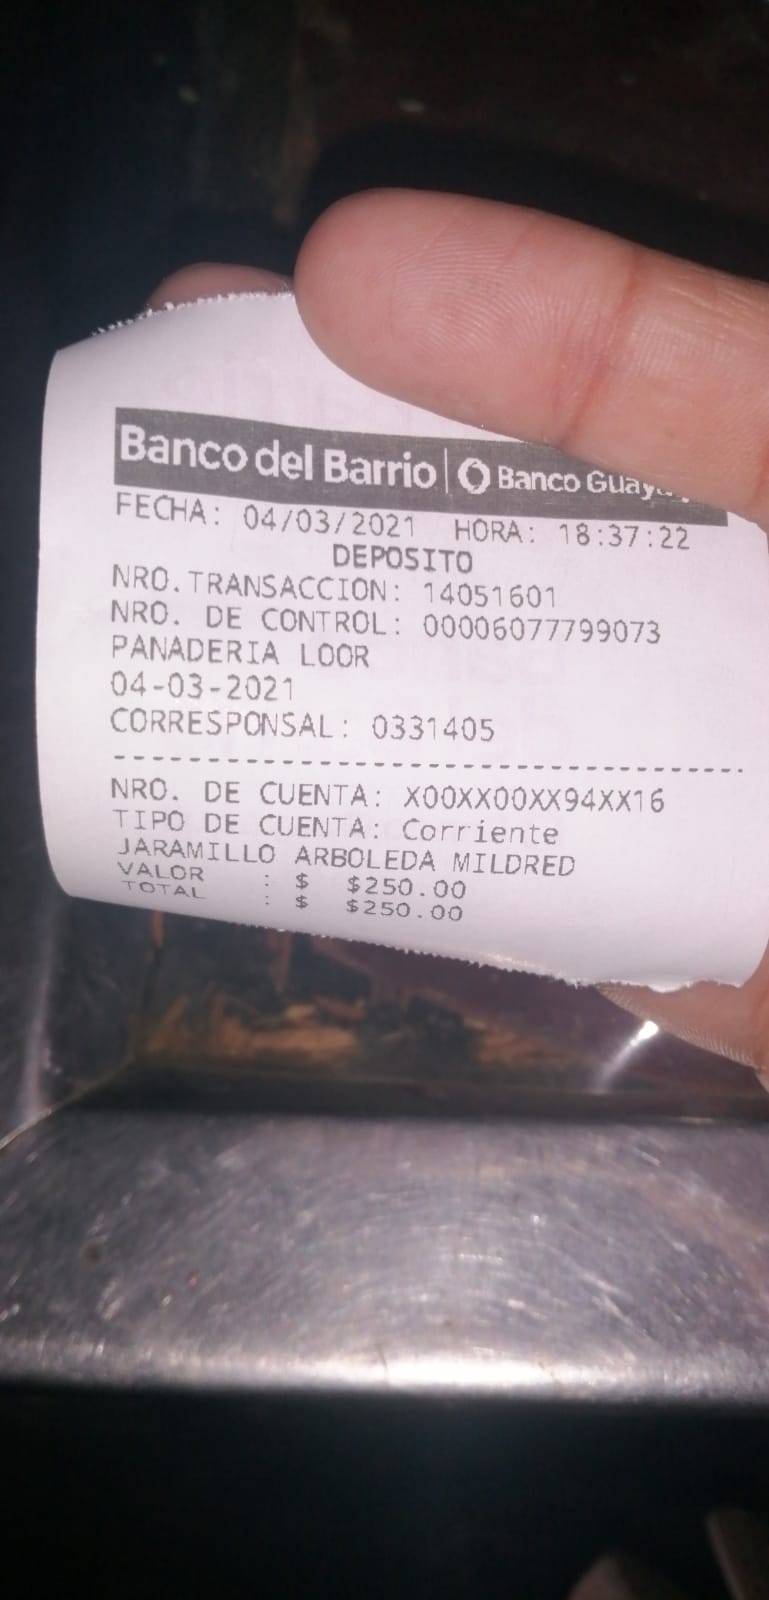 Banco del Barrio | Banco
FECHA: 04/03/2021 HORA: 18:37:22
DEPOSITO
NRO.TRANSACCION: 14051601
NRO. DE CONTROL: 00006077799073
PANADERIA LOOR
04-03-2021
CORRESPONSAL: 0331405
NRO. DE CUENTA: X00XX00XX94XX16
TIPO DE CUENTA: Corriente
JARAMILLO ARBOLEDA MILDRED
VALOR : $ $250.00
TOTAL : $ $250.00